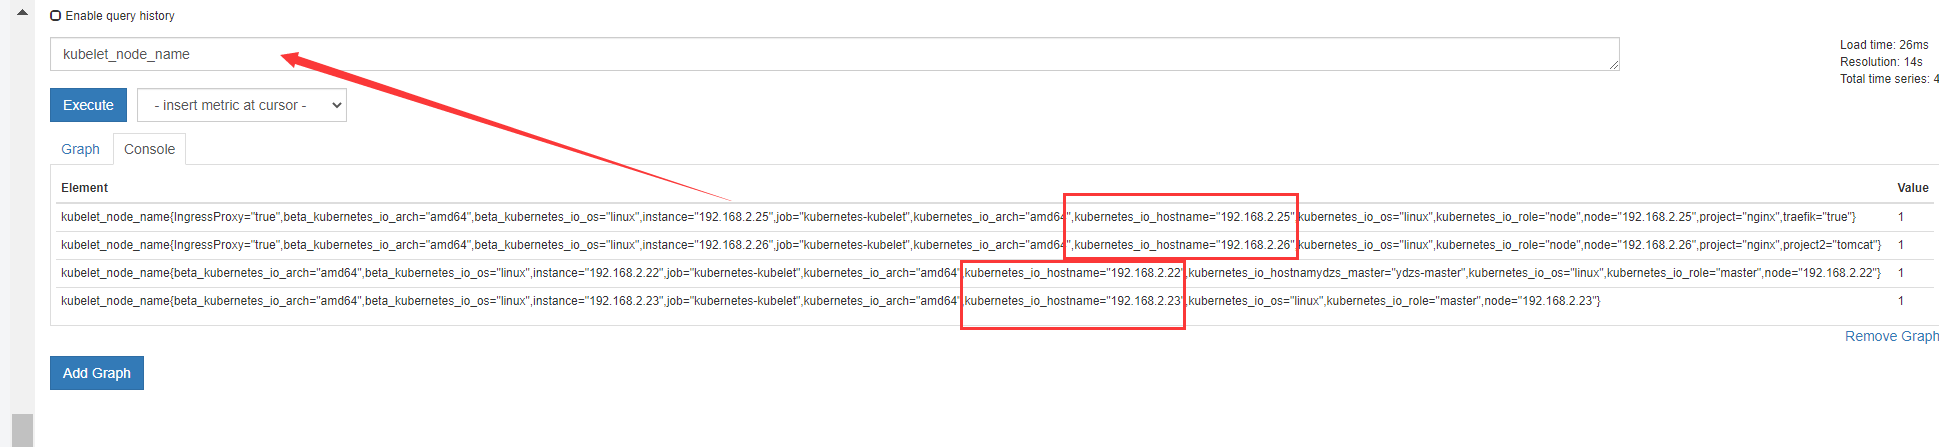 Enable query history
kubelet_node_name
Load time: 26ms
Resolution: 14s
Total time series: 4
Execute
- insert metric at cursor -
Graph
Console
Element
Value
kubelet_node_name{IngressProxy="true",beta_kubernetes_io_arch="amd64",beta_kubernetes_io_os="linux",instance="192.168.2.25",job="kubernetes-kubelet",kubernetes_io_arch="amd64",kubernetes_io_hostname="192.168.2.25",kubernetes_io_os="linux",kubernetes_io_role="node",node="192.168.2.25",project="nginx",traefik="true"} 1
kubelet_node_name{IngressProxy="true",beta_kubernetes_io_arch="amd64",beta_kubernetes_io_os="linux",instance="192.168.2.26",job="kubernetes-kubelet",kubernetes_io_arch="amd64",kubernetes_io_hostname="192.168.2.26",kubernetes_io_os="linux",kubernetes_io_role="node",node="192.168.2.26",project="nginx",project2="tomcat"} 1
kubelet_node_name{beta_kubernetes_io_arch="amd64",beta_kubernetes_io_os="linux",instance="192.168.2.22",job="kubernetes-kubelet",kubernetes_io_arch="amd64",kubernetes_io_hostname="192.168.2.22",kubernetes_io_hostnamydzs_master="ydzs-master",kubernetes_io_os="linux",kubernetes_io_role="master",node="192.168.2.22"} 1
kubelet_node_name{beta_kubernetes_io_arch="amd64",beta_kubernetes_io_os="linux",instance="192.168.2.23",job="kubernetes-kubelet",kubernetes_io_arch="amd64",kubernetes_io_hostname="192.168.2.23",kubernetes_io_os="linux",kubernetes_io_role="master",node="192.168.2.23"} 1
Remove Graph
Add Graph